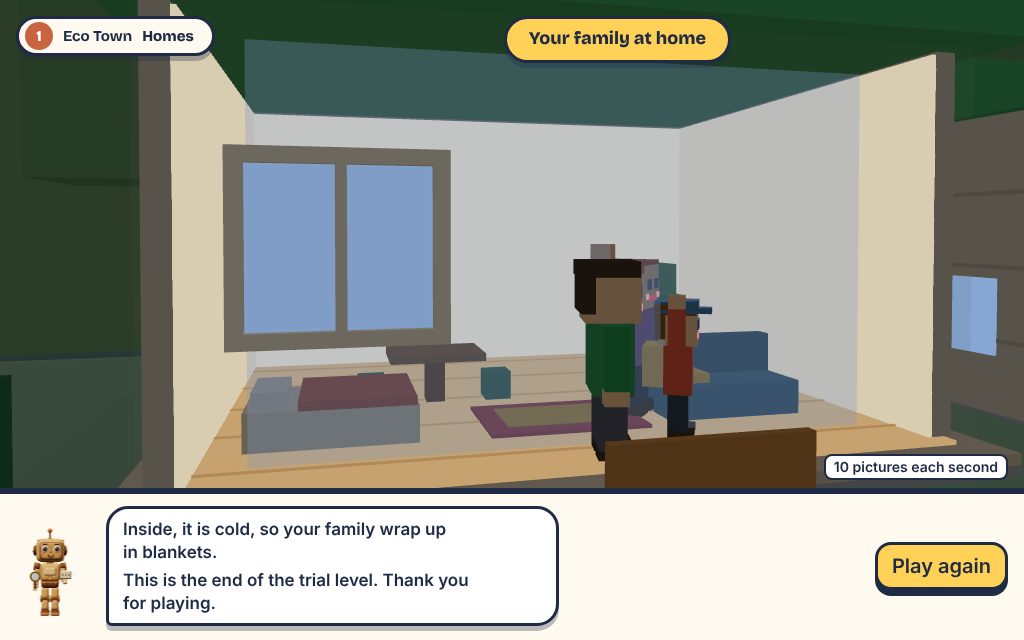 1 Eco Town Homes
Your family at home
10 pictures each second
Inside, it is cold, so your family wrap up
in blankets.
This is the end of the trial level. Thank you
for playing.
Play again